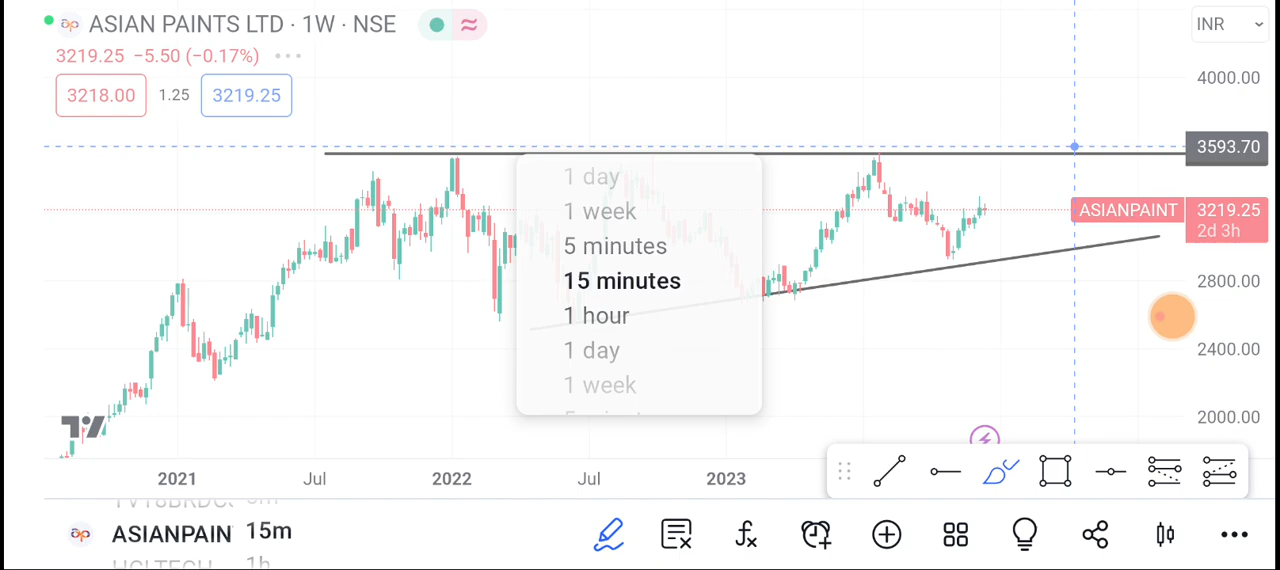 ASIAN PAINTS LTD · 1W · NSE
INR
3219.25 −5.50 (−0.17%)
3218.00 1.25 3219.25
4000.00
3593.70
1 day
1 week
5 minutes
15 minutes
1 hour
1 day
1 week
ASIANPAINT 3219.25
2d 3h
2800.00
2400.00
2000.00
2021 Jul 2022 Jul 2023
ASIANPAIN 15m
1h